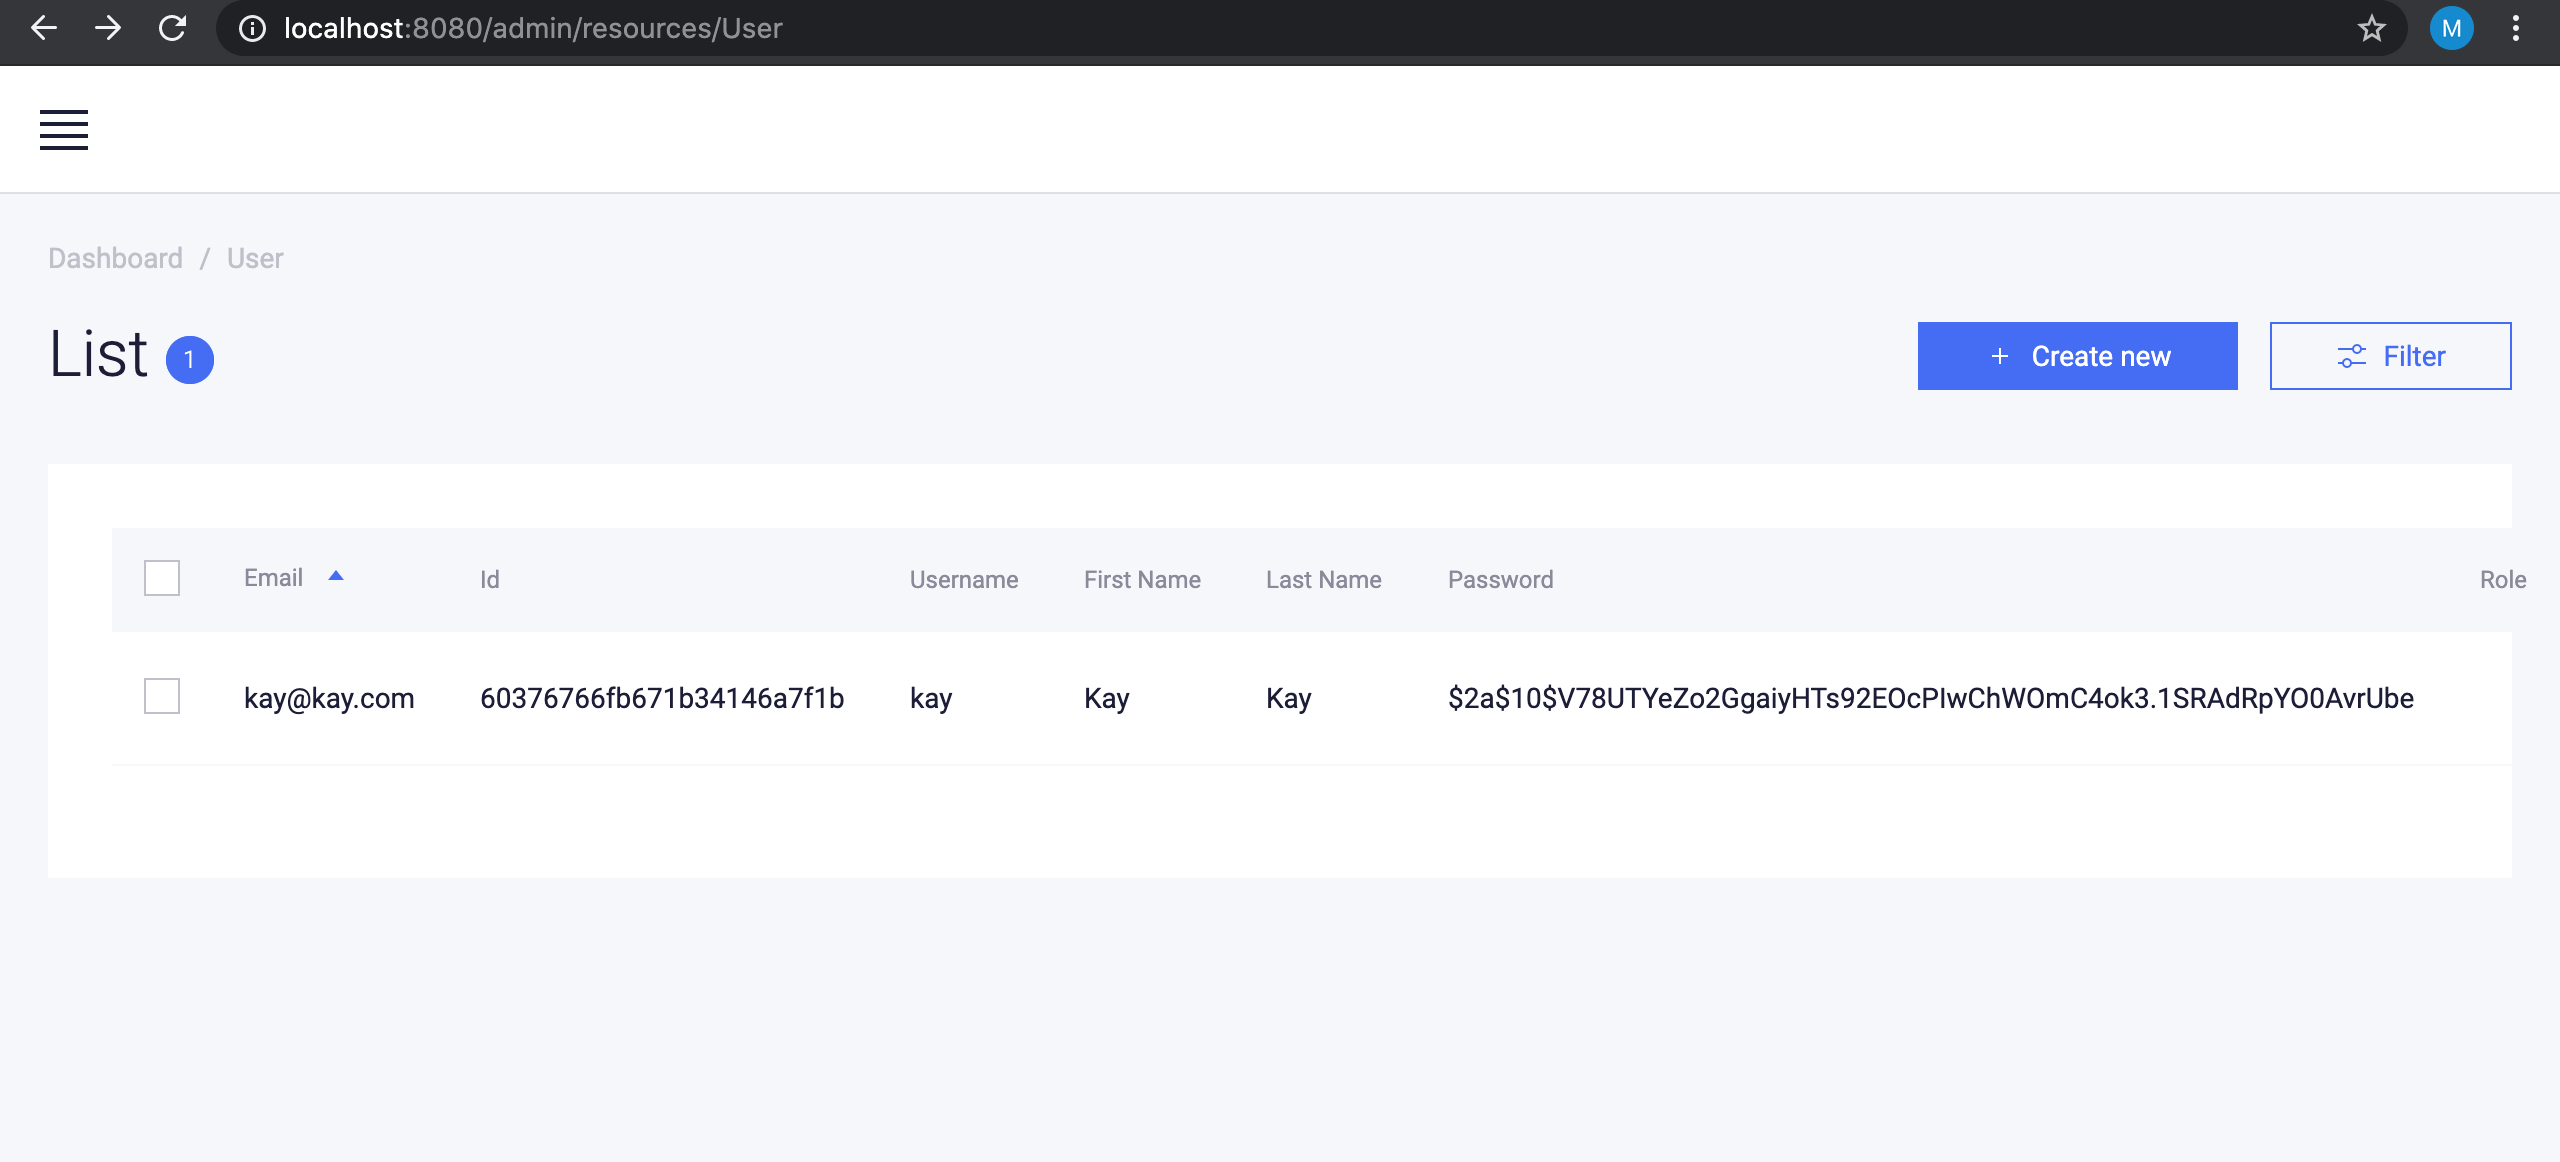 localhost:8080/admin/resources/User
M
Dashboard / User
List 1
+ Create new
Filter
Email Id Username First Name Last Name Password Role
kay@kay.com 60376766fb671b34146a7f1b kay Kay Kay $2a$10$V78UTYeZo2GgaiyHTs92EOcPIwChWOmC4ok3.1SRAdRpYO0AvrUbe